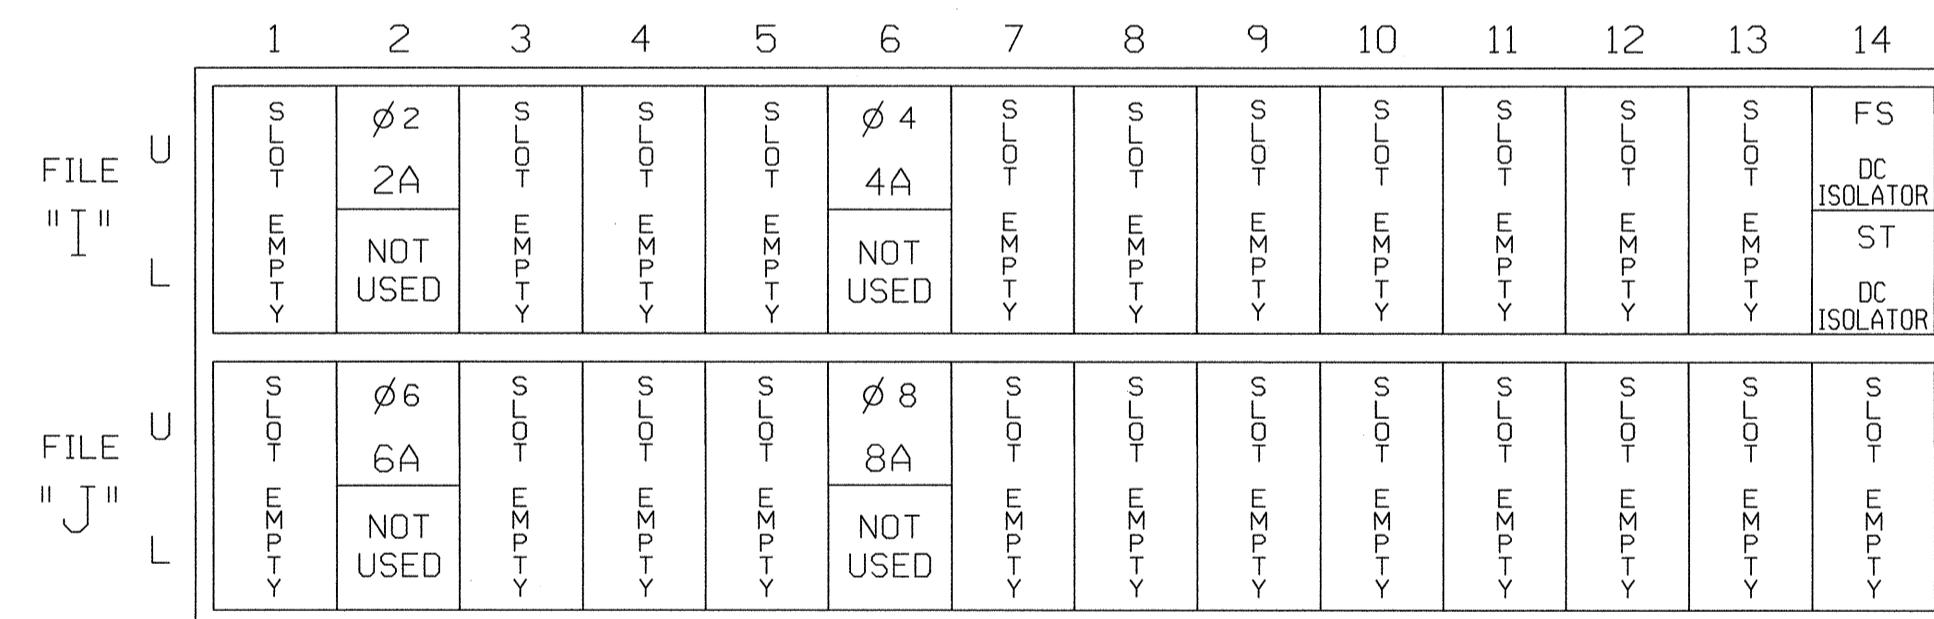 1 2 3 4 5 6 7 8 9 10 11 12 13 14
FILE "I"
U
L
SLOT EMPTY
Ø2
2A
NOT USED
SLOT EMPTY
SLOT EMPTY
SLOT EMPTY
Ø 4
4A
NOT USED
SLOT EMPTY
SLOT EMPTY
SLOT EMPTY
SLOT EMPTY
SLOT EMPTY
SLOT EMPTY
SLOT EMPTY
FS
DC
ISOLATOR
ST
DC
ISOLATOR
FILE "J"
U
L
SLOT EMPTY
Ø6
6A
NOT USED
SLOT EMPTY
SLOT EMPTY
SLOT EMPTY
Ø 8
8A
NOT USED
SLOT EMPTY
SLOT EMPTY
SLOT EMPTY
SLOT EMPTY
SLOT EMPTY
SLOT EMPTY
SLOT EMPTY
SLOT EMPTY